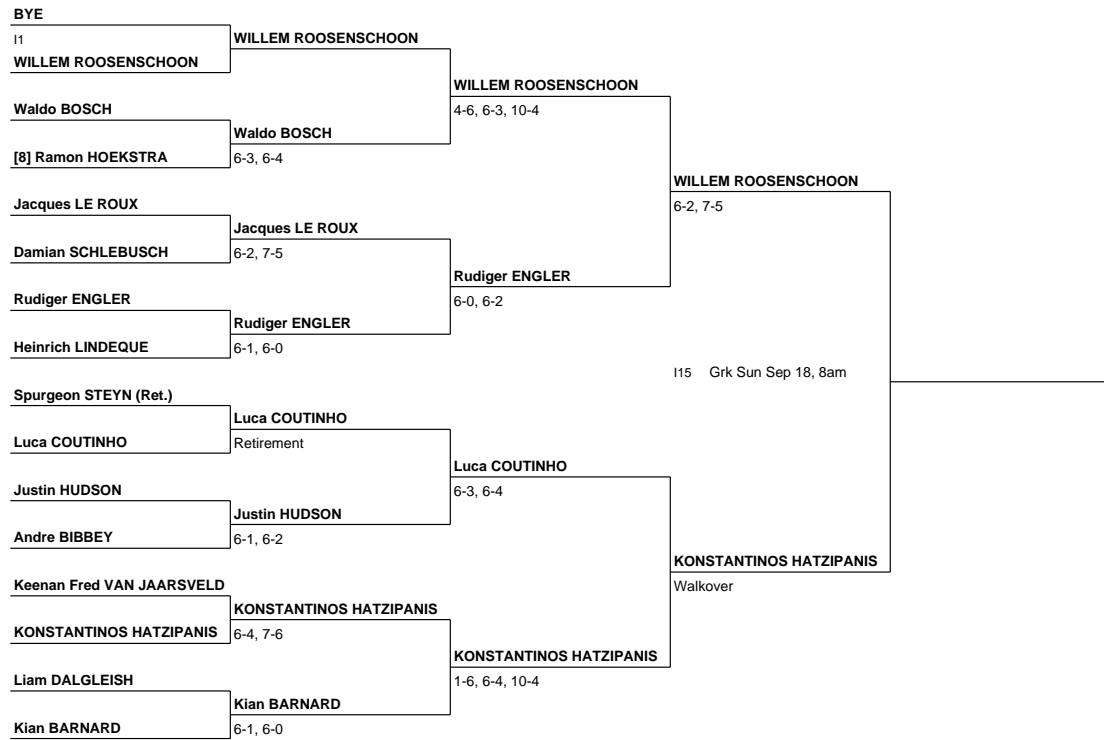 BYE
I1
WILLEM ROOSENSCHOON
Waldo BOSCH
[8] Ramon HOEKSTRA
Jacques LE ROUX
Damian SCHLEBUSCH
Rudiger ENGLER
Heinrich LINDEQUE
Spurgeon STEYN (Ret.)
Luca COUTINHO
Justin HUDSON
Andre BIBBEY
Keenan Fred VAN JAARSVELD
KONSTANTINOS HATZIPANIS
Liam DALGLEISH
Kian BARNARD
WILLEM ROOSENSCHOON
Waldo BOSCH
6-3, 6-4
Jacques LE ROUX
6-2, 7-5
Rudiger ENGLER
6-1, 6-0
Luca COUTINHO
Retirement
Justin HUDSON
6-1, 6-2
KONSTANTINOS HATZIPANIS
6-4, 7-6
Kian BARNARD
6-1, 6-0
WILLEM ROOSENSCHOON
4-6, 6-3, 10-4
Rudiger ENGLER
6-0, 6-2
Luca COUTINHO
6-3, 6-4
KONSTANTINOS HATZIPANIS
1-6, 6-4, 10-4
WILLEM ROOSENSCHOON
6-2, 7-5
KONSTANTINOS HATZIPANIS
Walkover
I15 Grk Sun Sep 18, 8am